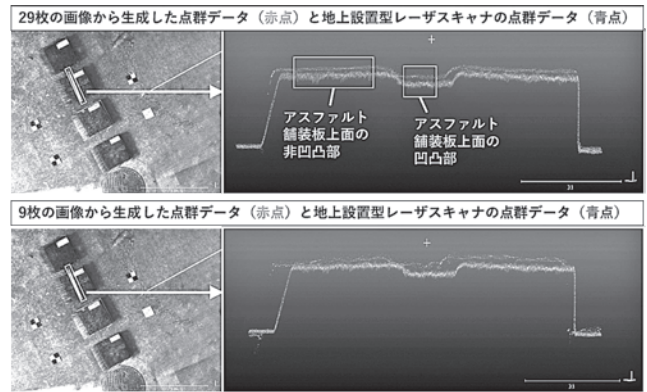 29枚の画像から生成した点群データ（赤点）と地上設置型レーザスキャナの点群データ（青点）
アスファルト
舗装板上面の
非凹凸部
アスファルト
舗装板上面の
凹凸部
9枚の画像から生成した点群データ（赤点）と地上設置型レーザスキャナの点群データ（青点）